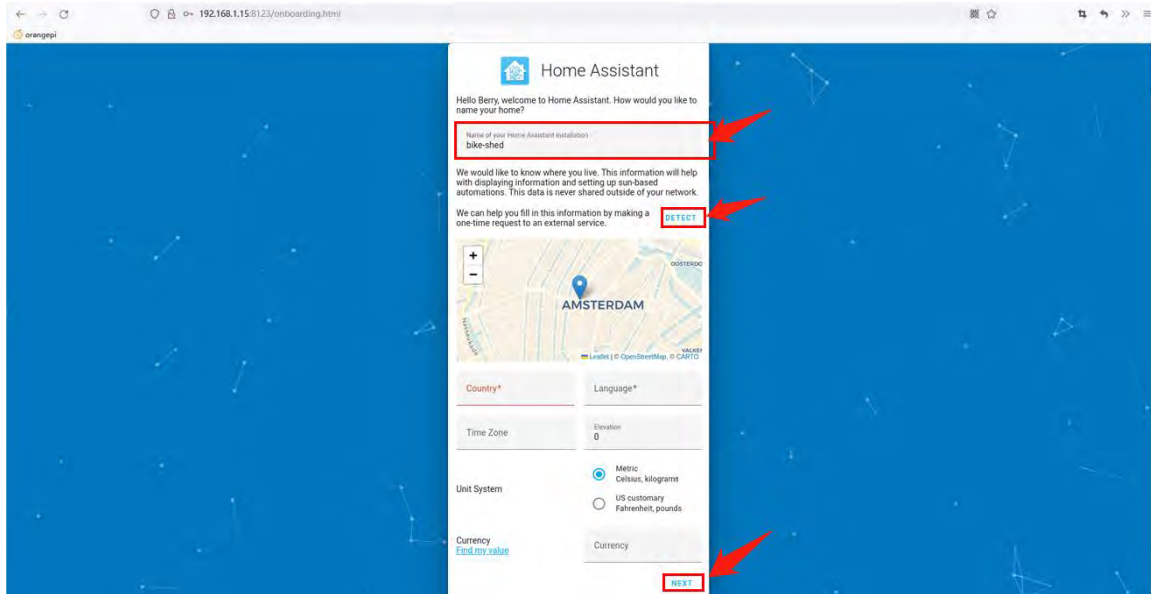 192.168.1.15:8123/onboarding.html
orangepi
Home Assistant
Hello Berry, welcome to Home Assistant. How would you like to
name your home?
Name of your Home Assistant installation
bike-shed
We would like to know where you live. This information will help
with displaying information and setting up sun-based
automations. This data is never shared outside of your network.
We can help you fill in this information by making a
one-time request to an external service.
DETECT
+
−
OOSTERDO
AMSTERDAM
Nassaukade
VALKEN
Leaflet | © OpenStreetMap, © CARTO
Country*
Language*
Time Zone
Elevation
0
Unit System
Metric
Celsius, kilograms
US customary
Fahrenheit, pounds
Currency
Find my value
Currency
NEXT